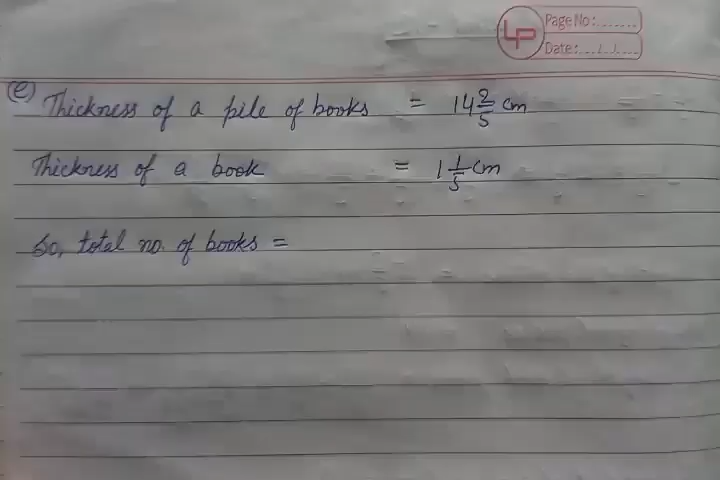 LP Page No:.......
Date:.../.../....
(e) Thickness of a pile of books = 14 2/5 cm
Thickness of a book = 1 1/5 cm
So, total no. of books =